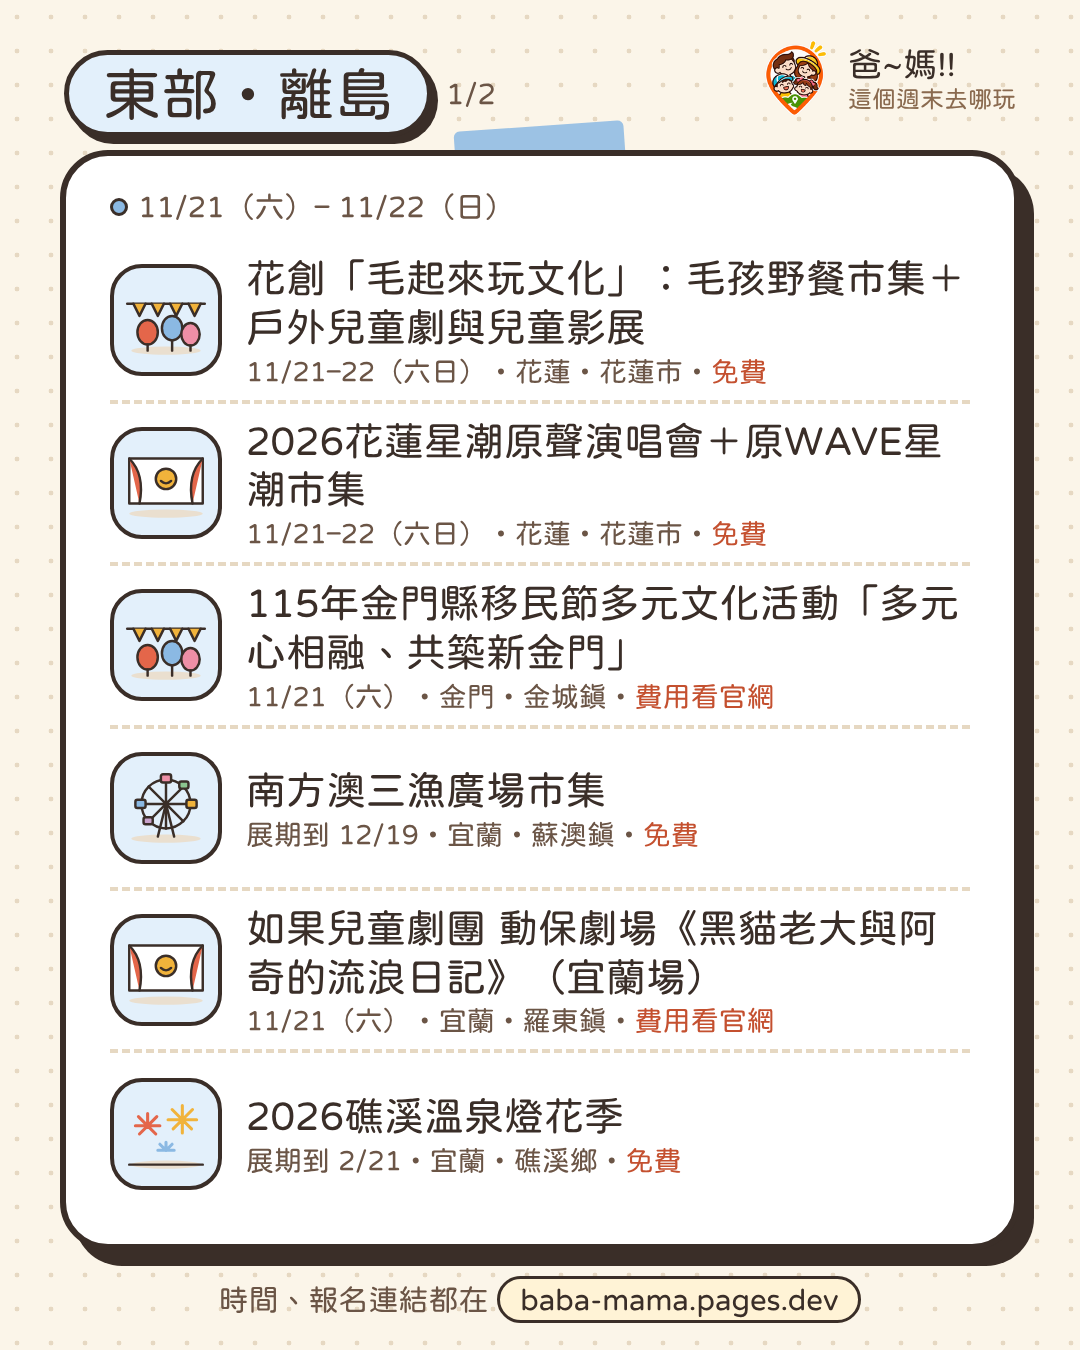 東部・離島
1/2
爸~媽!!
這個週末去哪玩
11/21（六）– 11/22（日）
花創「毛起來玩文化」：毛孩野餐市集＋
戶外兒童劇與兒童影展
11/21–22（六日）・花蓮・花蓮市・免費
2026花蓮星潮原聲演唱會＋原WAVE星
潮市集
11/21–22（六日）・花蓮・花蓮市・免費
115年金門縣移民節多元文化活動「多元
心相融、共築新金門」
11/21（六）・金門・金城鎮・費用看官網
南方澳三漁廣場市集
展期到 12/19・宜蘭・蘇澳鎮・免費
如果兒童劇團 動保劇場《黑貓老大與阿
奇的流浪日記》（宜蘭場）
11/21（六）・宜蘭・羅東鎮・費用看官網
2026礁溪溫泉燈花季
展期到 2/21・宜蘭・礁溪鄉・免費
時間、報名連結都在 baba-mama.pages.dev